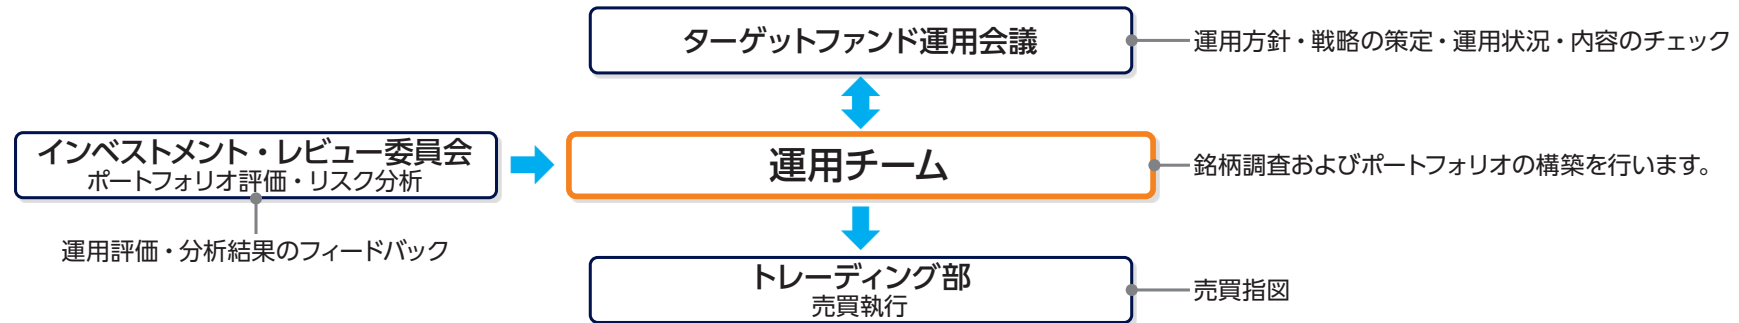 ターゲットファンド運用会議
運用方針・戦略の策定・運用状況・内容のチェック
インベストメント・レビュー委員会
ポートフォリオ評価・リスク分析
運用チーム
銘柄調査およびポートフォリオの構築を行います。
運用評価・分析結果のフィードバック
トレーディング部
売買執行
売買指図